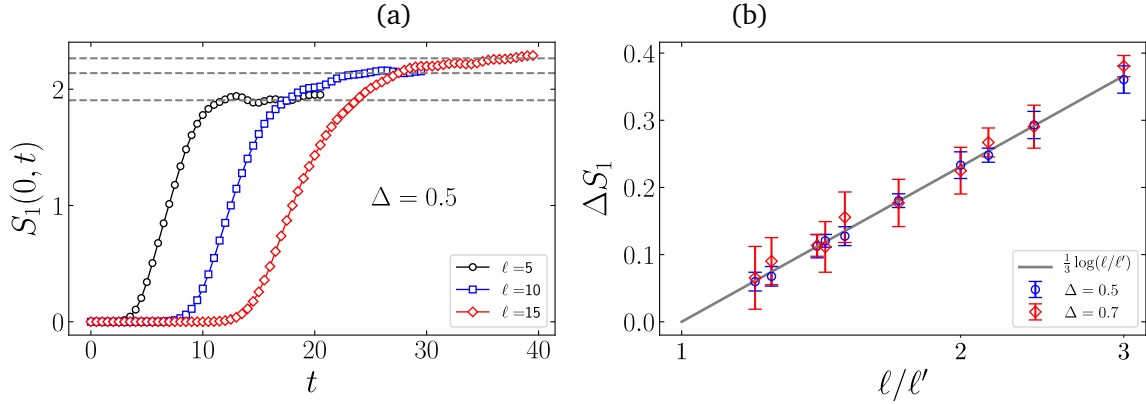 (a)
S₁(0, t)
2
1
0
Δ = 0.5
ℓ =5
ℓ =10
ℓ =15
0
10
20
30
40
t
(b)
ΔS₁
0.4
0.3
0.2
0.1
0.0
1/3 log(ℓ/ℓ′)
Δ = 0.5
Δ = 0.7
1
2
3
ℓ/ℓ′